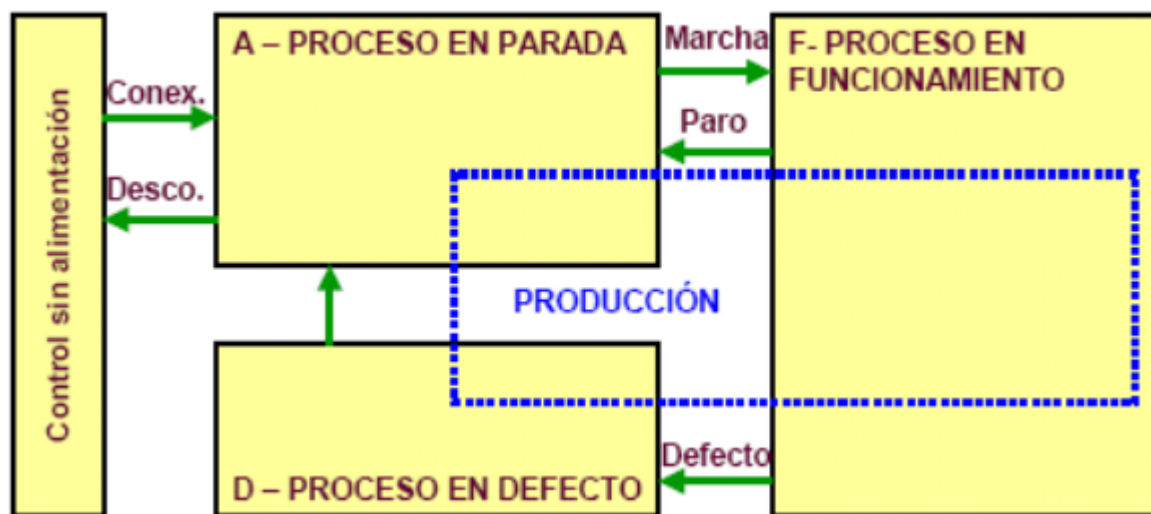 Control sin alimentación
Conex.
Desco.
A – PROCESO EN PARADA
Marcha
Paro
F- PROCESO EN
FUNCIONAMIENTO
PRODUCCIÓN
D – PROCESO EN DEFECTO
Defecto